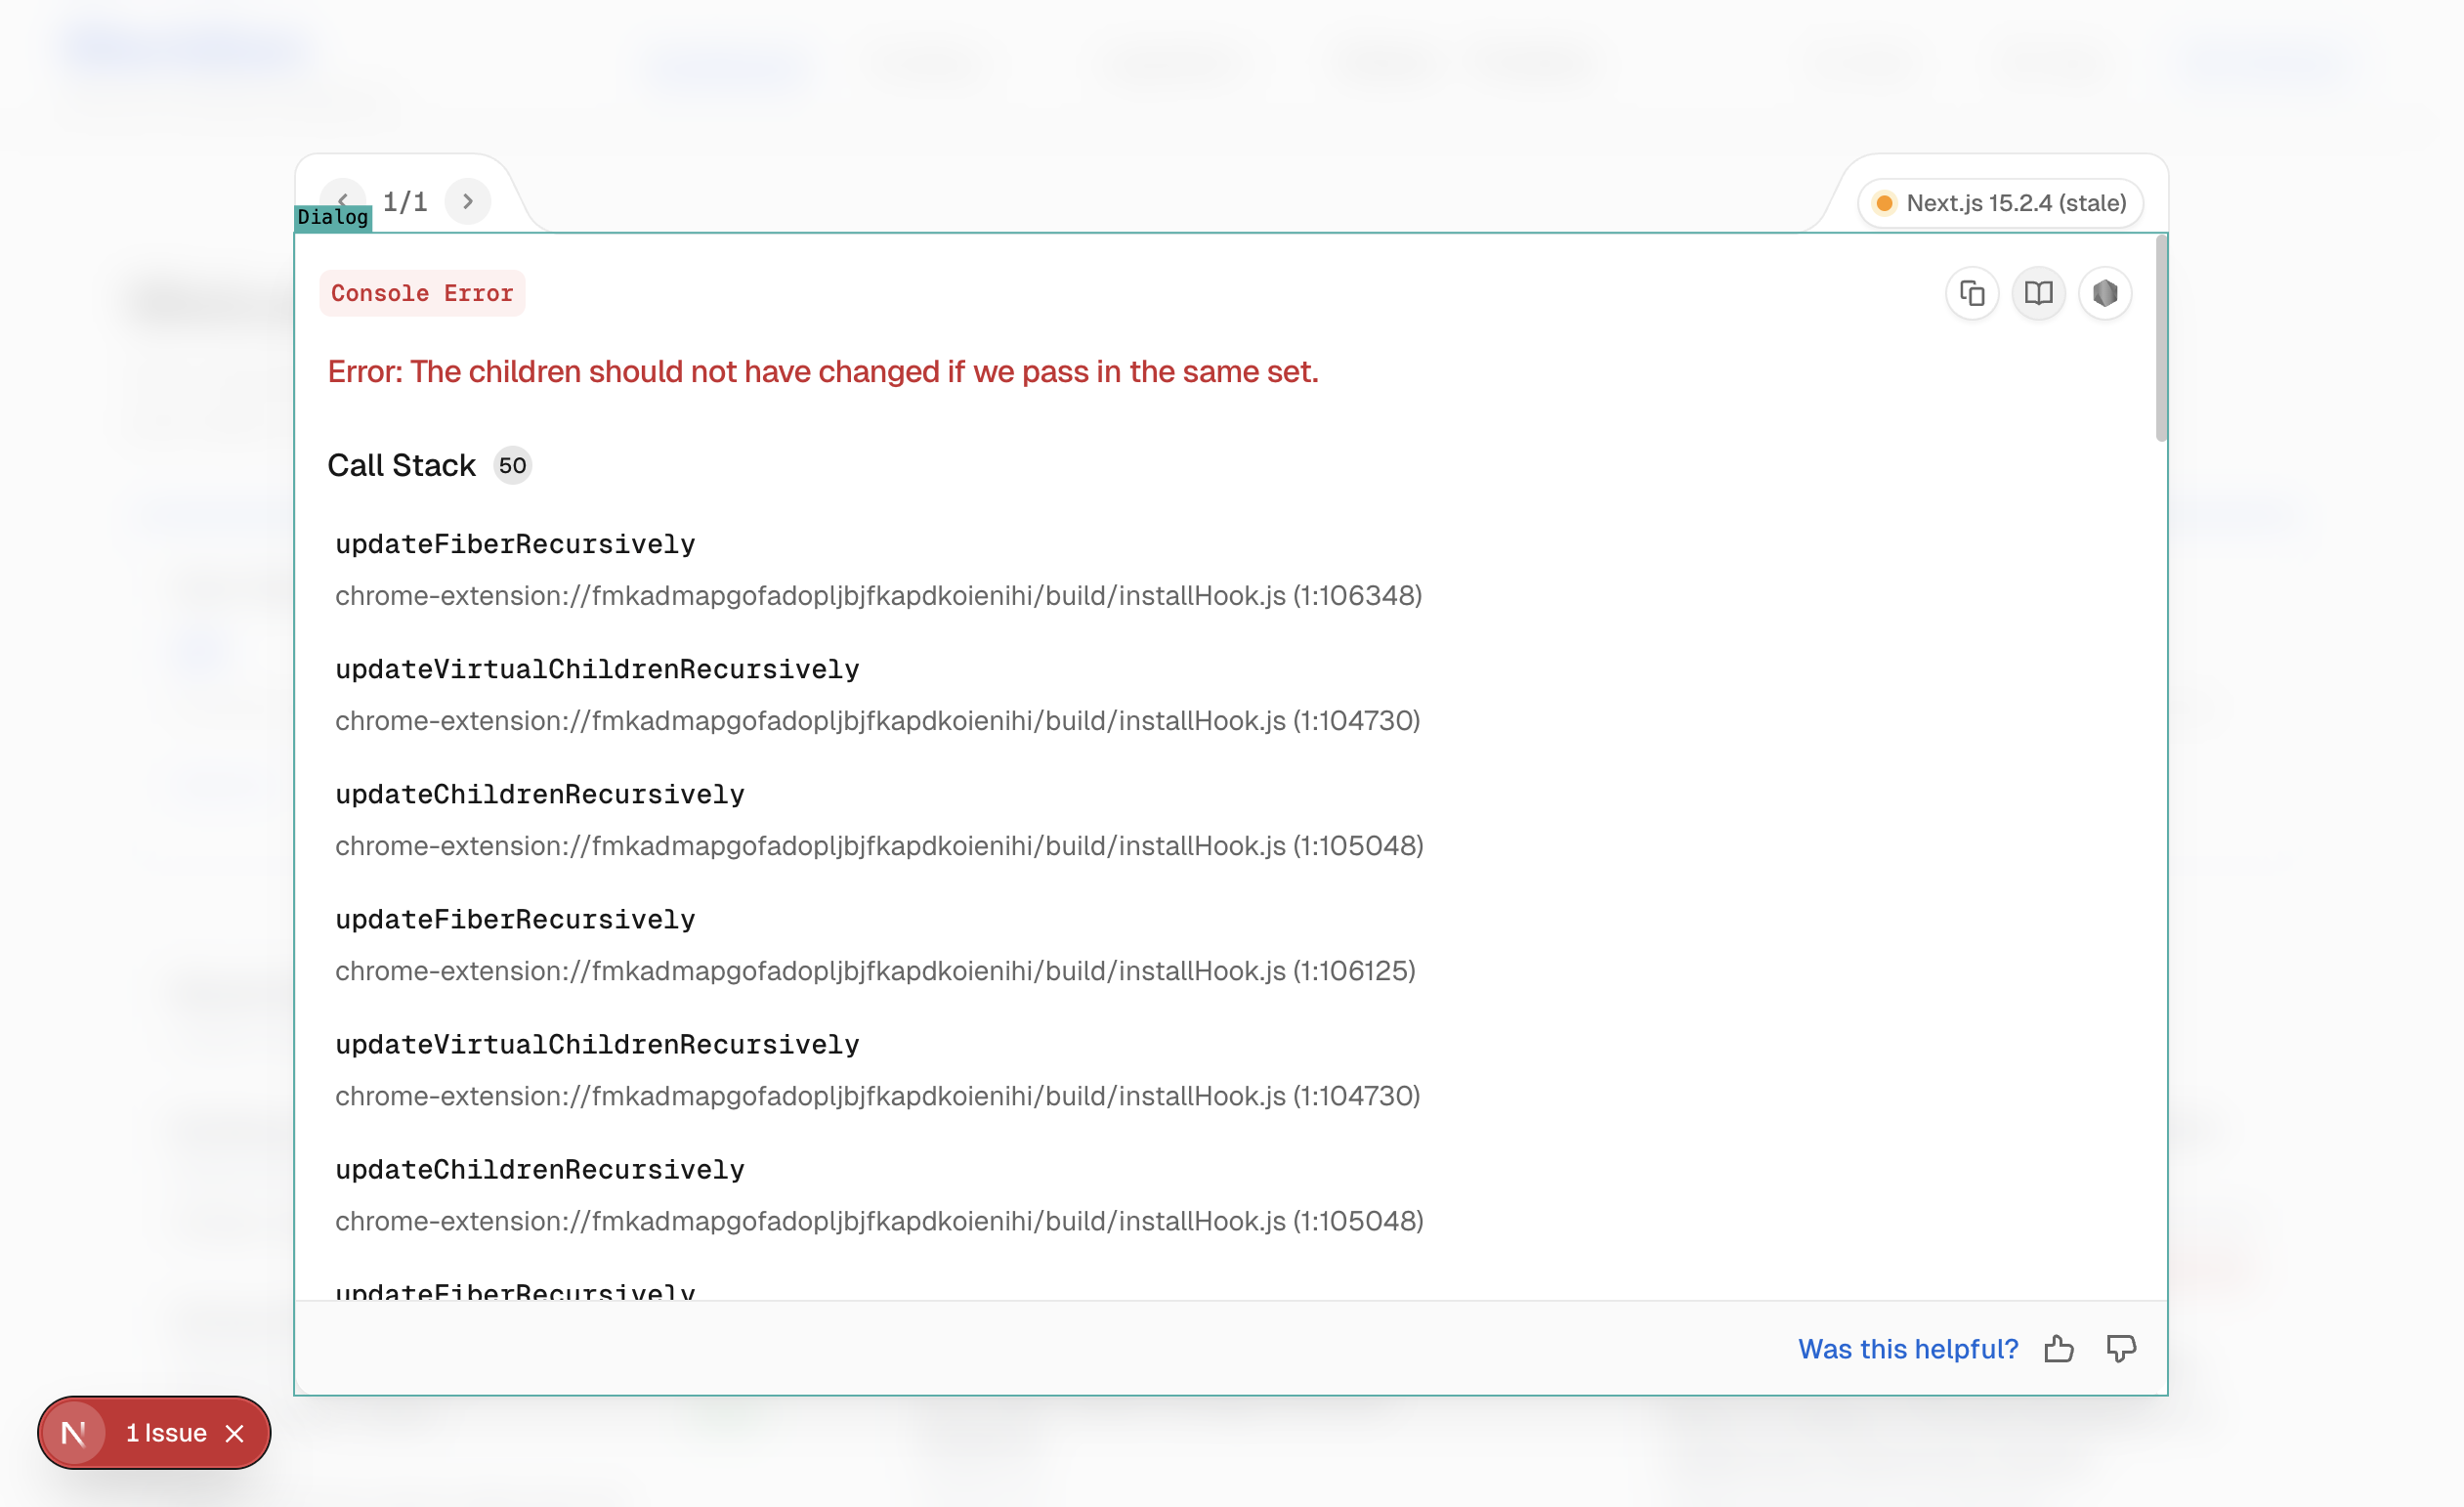 1/1
Next.js 15.2.4 (stale)
Dialog
Console Error
Error: The children should not have changed if we pass in the same set.
Call Stack 50
updateFiberRecursively
chrome-extension://fmkadmapgofadopljbjfkapdkoienihi/build/installHook.js (1:106348)
updateVirtualChildrenRecursively
chrome-extension://fmkadmapgofadopljbjfkapdkoienihi/build/installHook.js (1:104730)
updateChildrenRecursively
chrome-extension://fmkadmapgofadopljbjfkapdkoienihi/build/installHook.js (1:105048)
updateFiberRecursively
chrome-extension://fmkadmapgofadopljbjfkapdkoienihi/build/installHook.js (1:106125)
updateVirtualChildrenRecursively
chrome-extension://fmkadmapgofadopljbjfkapdkoienihi/build/installHook.js (1:104730)
updateChildrenRecursively
chrome-extension://fmkadmapgofadopljbjfkapdkoienihi/build/installHook.js (1:105048)
updateFiberRecursively
Was this helpful?
N 1 Issue